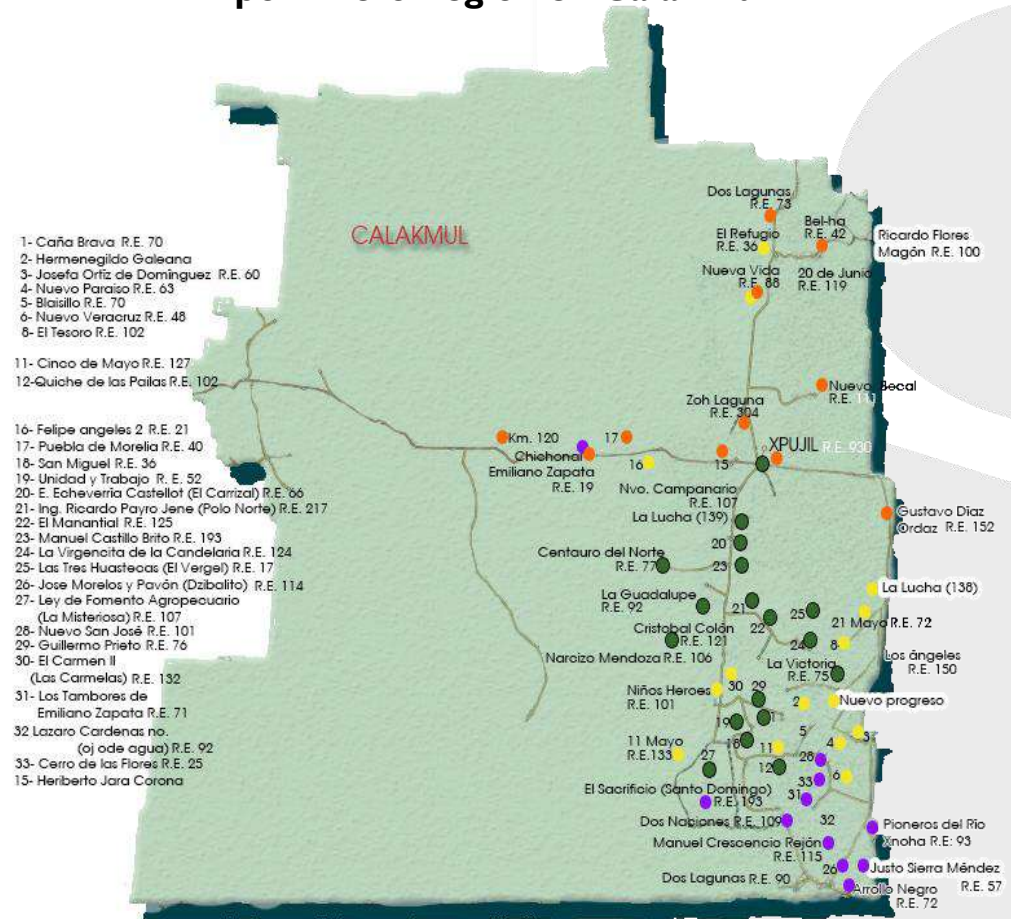 CALAKMUL
1- Caña Brava R.E. 70
2- Hermenegildo Galeana
3- Josefa Ortíz de Domínguez R.E. 60
4- Nuevo Paraiso R.E. 63
5- Blaisillo R.E. 70
6- Nuevo Veracruz R.E. 48
8- El Tesoro R.E. 102
11- Cinco de Mayo R.E. 127
12-Quiche de las Pailas R.E. 102
16- Felipe angeles 2 R.E. 21
17- Puebla de Morelia R.E. 40
18- San Miguel R.E. 36
19- Unidad y Trabajo R. E. 52
20- E. Echeverria Castellot (El Carrizal) R.E. 66
21- Ing. Ricardo Payro Jene (Polo Norte) R.E. 217
22- El Manantial R.E. 125
23- Manuel Castillo Brito R.E. 193
24- La Virgencita de la Candelaria R.E. 124
25- Las Tres Huastecas (El Vergel) R.E. 17
26- Jose Morelos y Pavón (Dzibalito) R.E. 114
27- Ley de Fomento Agropecuario
(La Misteriosa) R.E. 107
28- Nuevo San José R.E. 101
29- Guillermo Prieto R.E. 76
30- El Carmen II
(Las Carmelas) R.E. 132
31- Los Tambores de
Emiliano Zapata R.E. 71
32 Lazaro Cardenas no.
(oj ode agua) R.E. 92
33- Cerro de las Flores R.E. 25
15- Heriberto Jara Corona
Dos Lagunas
R.E. 73
Bel-ha
R.E. 42
El Refugio
R.E. 36
Ricardo Flores
Magón R.E. 100
Nueva Vida
R.E. 88
20 de Junio
R.E. 119
Nuevo Becal
R.E. 111
Zoh Laguna
R.E. 304
Km. 120
17
XPUJIL R.E. 930
Chichonal
Emiliano Zapata
R.E. 19
16
15
Nvo. Campanario
R.E. 107
La Lucha (139)
Gustavo Diaz
Ordaz R.E. 152
20
Centauro del Norte
R.E. 77
23
La Lucha (138)
La Guadalupe
R.E. 92
21
25
22
21 Mayo R.E. 72
Cristobal Colón
R.E. 121
24
8
Narcizo Mendoza R.E. 106
La Victoria
R.E. 75
Los ángeles
R.E. 150
Niños Heroes
R.E. 101
30
29
2
Nuevo progreso
19
1
5
3
11 Mayo
R.E.133
18
11
4
27
12
28
33
6
El Sacrificio (Santo Domingo)
R.E. 193
31
Dos Naciones R.E. 109
32
Pioneros del Río
Xnoha R.E: 93
Manuel Crescencio Rejón
R.E. 115
26
Justo Sierra Méndez
R.E. 57
Dos Lagunas R.E. 90
Arrollo Negro
R.E. 72